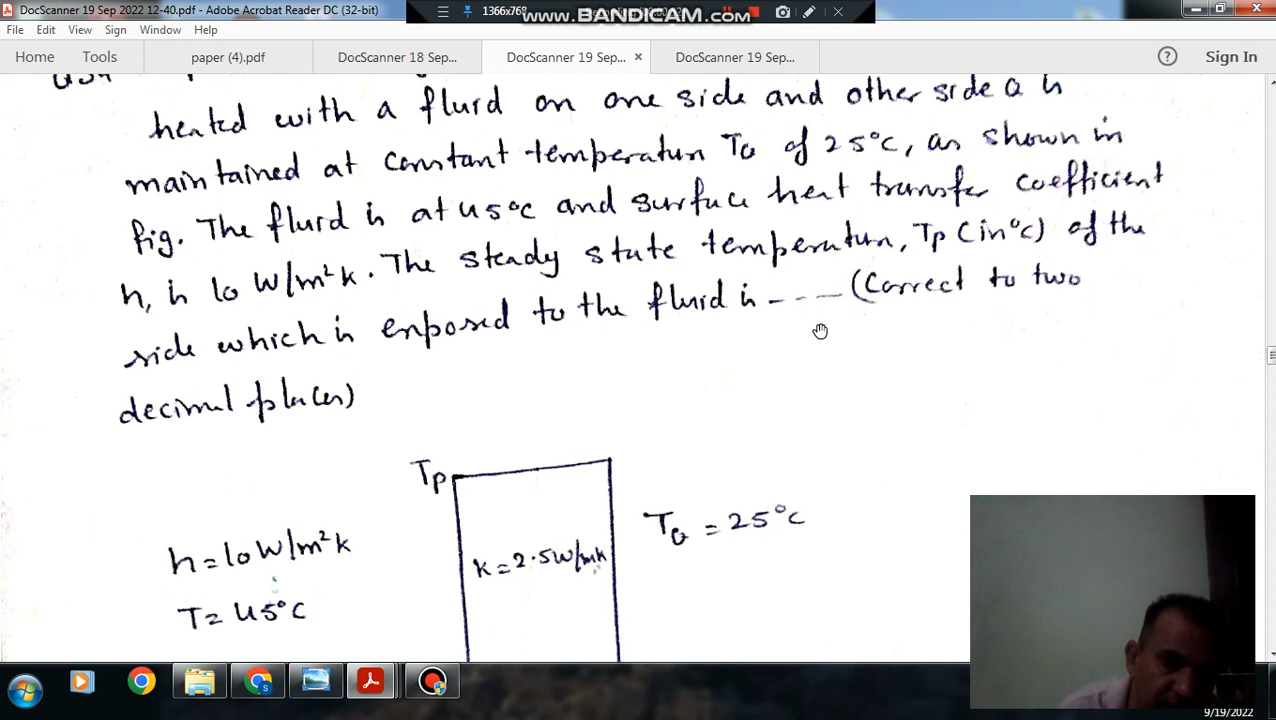 DocScanner 19 Sep 2022 12-40.pdf - Adobe Acrobat Reader DC (32-bit)
1366x768
www.BANDICAM.com
File Edit View Sign Window Help
Home Tools paper (4).pdf DocScanner 18 Sep... DocScanner 19 Sep... × DocScanner 19 Sep... Sign In
heated with a fluid on one side and other side Q is
maintained at constant temperature TQ of 25°C, as shown in
fig. The fluid is at 45°C and surface heat transfer coefficient
h, is 10 W/m²k. The steady state temperature, Tp (in°C) of the
side which is exposed to the fluid is ---- (Correct to two
decimal places)
Tp
TQ = 25°C
h = 10 W/m²k
k = 2.5 W/mk
T = 45°C
9/19/2022